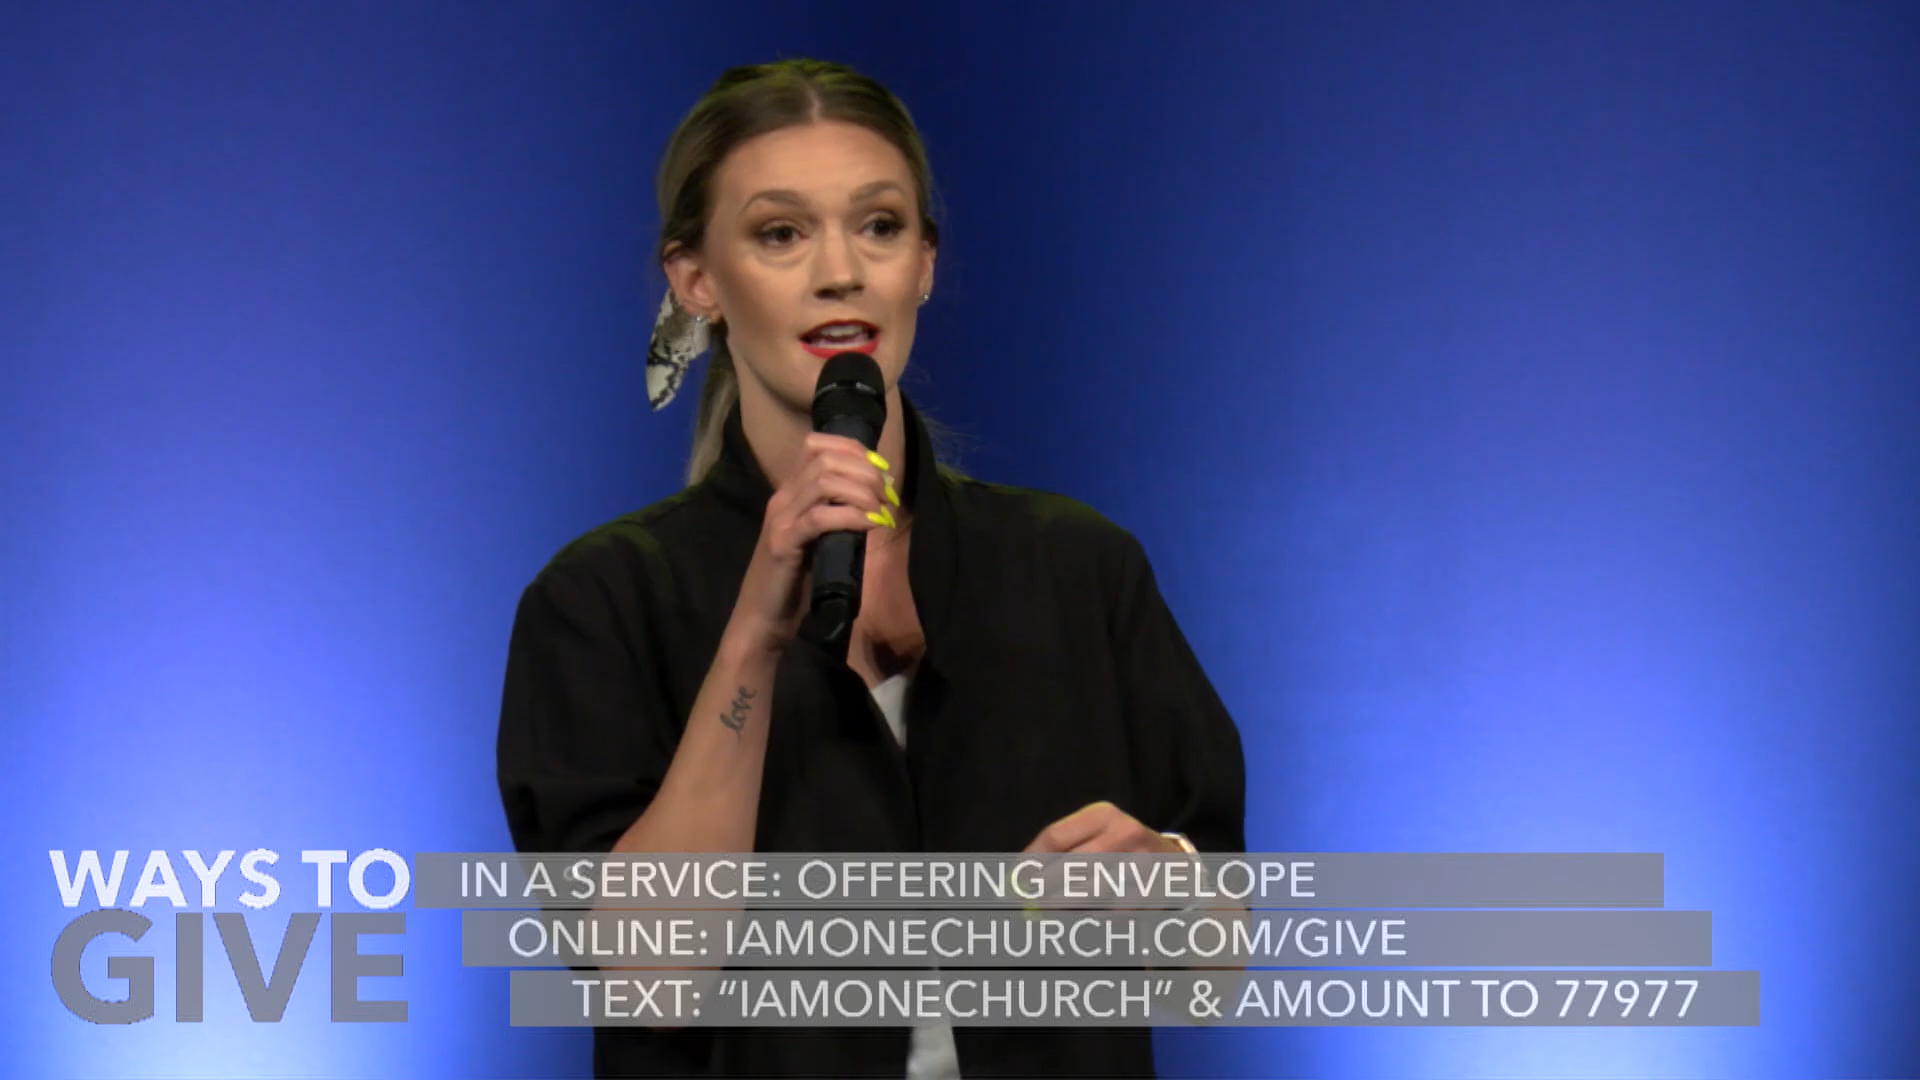 WAYS TO
GIVE
IN A SERVICE: OFFERING ENVELOPE
ONLINE: IAMONECHURCH.COM/GIVE
TEXT: “IAMONECHURCH” & AMOUNT TO 77977
love